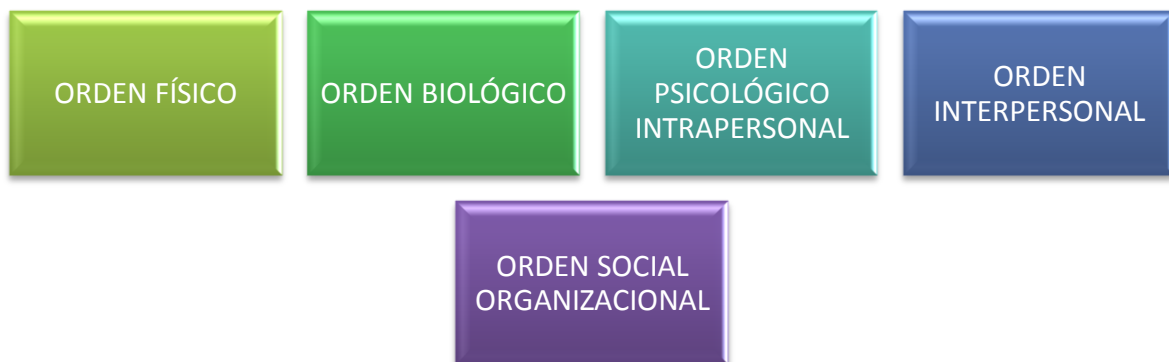 ORDEN FÍSICO
ORDEN BIOLÓGICO
ORDEN
PSICOLÓGICO
INTRAPERSONAL
ORDEN
INTERPERSONAL
ORDEN SOCIAL
ORGANIZACIONAL